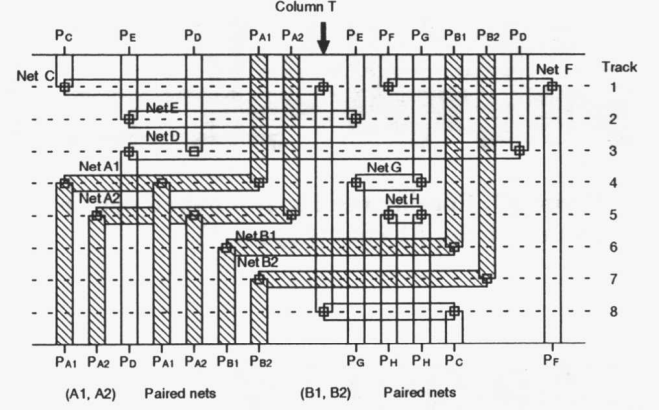 Column T
PC PE PD PA1 PA2 PE PF PG PB1 PB2 PD
Net C Net F Track
1
Net E 2
Net D 3
Net A1 Net G 4
Net A2 Net H 5
Net B1 6
Net B2 7
8
PA1 PA2 PD PA1 PA2 PB1 PB2 PG PH PH PC PF
(A1, A2) Paired nets (B1, B2) Paired nets